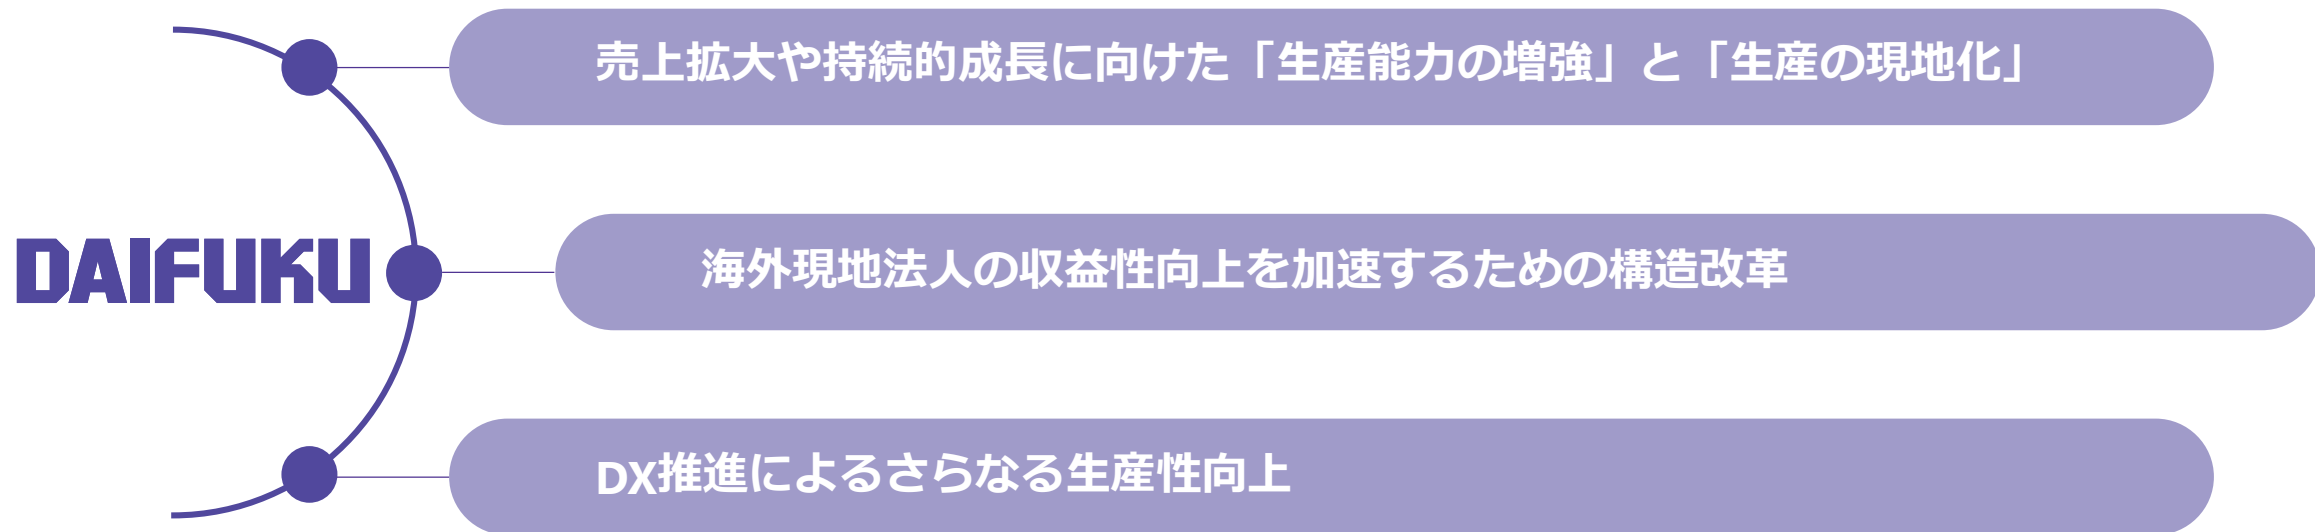 売上拡大や持続的成長に向けた「生産能力の増強」と「生産の現地化」
DAIFUKU
海外現地法人の収益性向上を加速するための構造改革
DX推進によるさらなる生産性向上